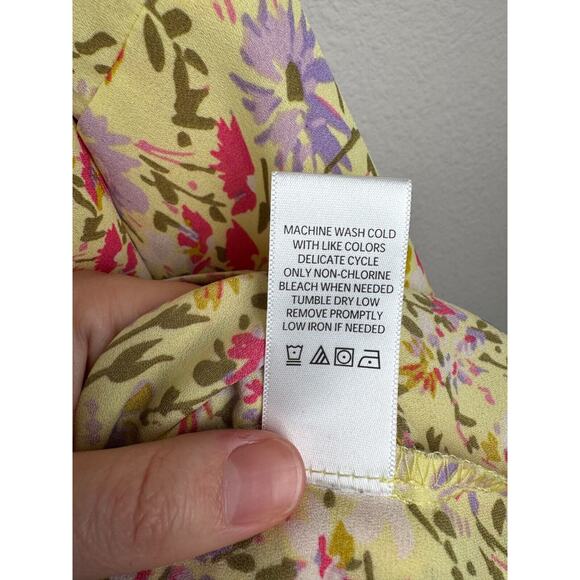 MACHINE WASH COLD
WITH LIKE COLORS
DELICATE CYCLE
ONLY NON-CHLORINE
BLEACH WHEN NEEDED
TUMBLE DRY LOW
REMOVE PROMPTLY
LOW IRON IF NEEDED